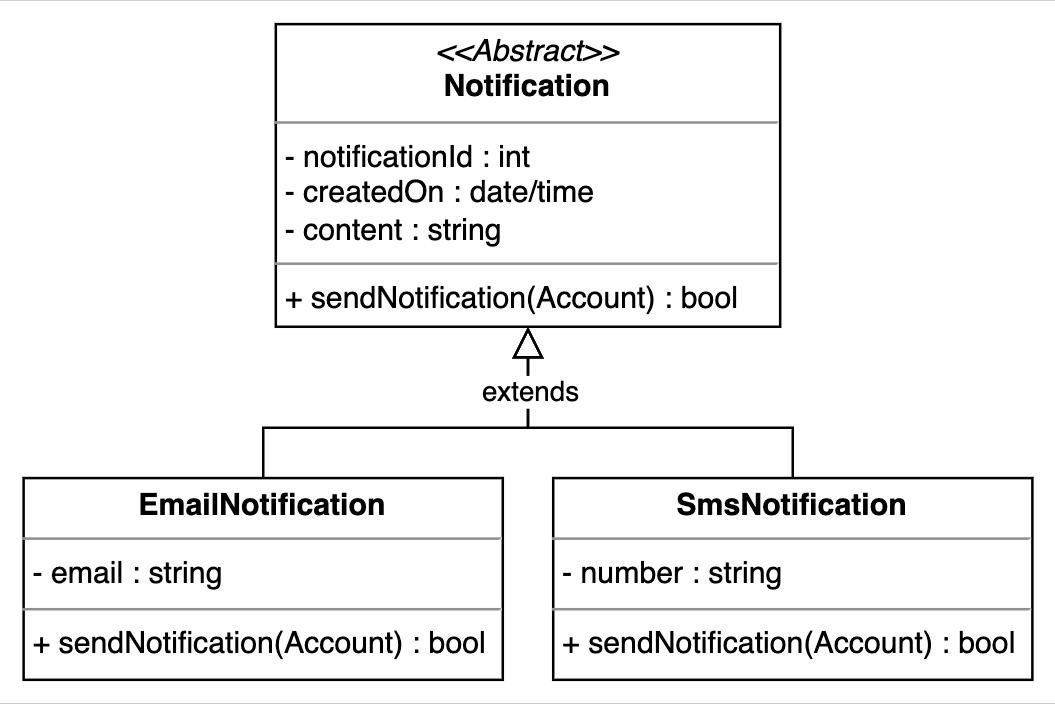 <<Abstract>>
Notification
- notificationId : int
- createdOn : date/time
- content : string
+ sendNotification(Account) : bool
extends
EmailNotification
- email : string
+ sendNotification(Account) : bool
SmsNotification
- number : string
+ sendNotification(Account) : bool